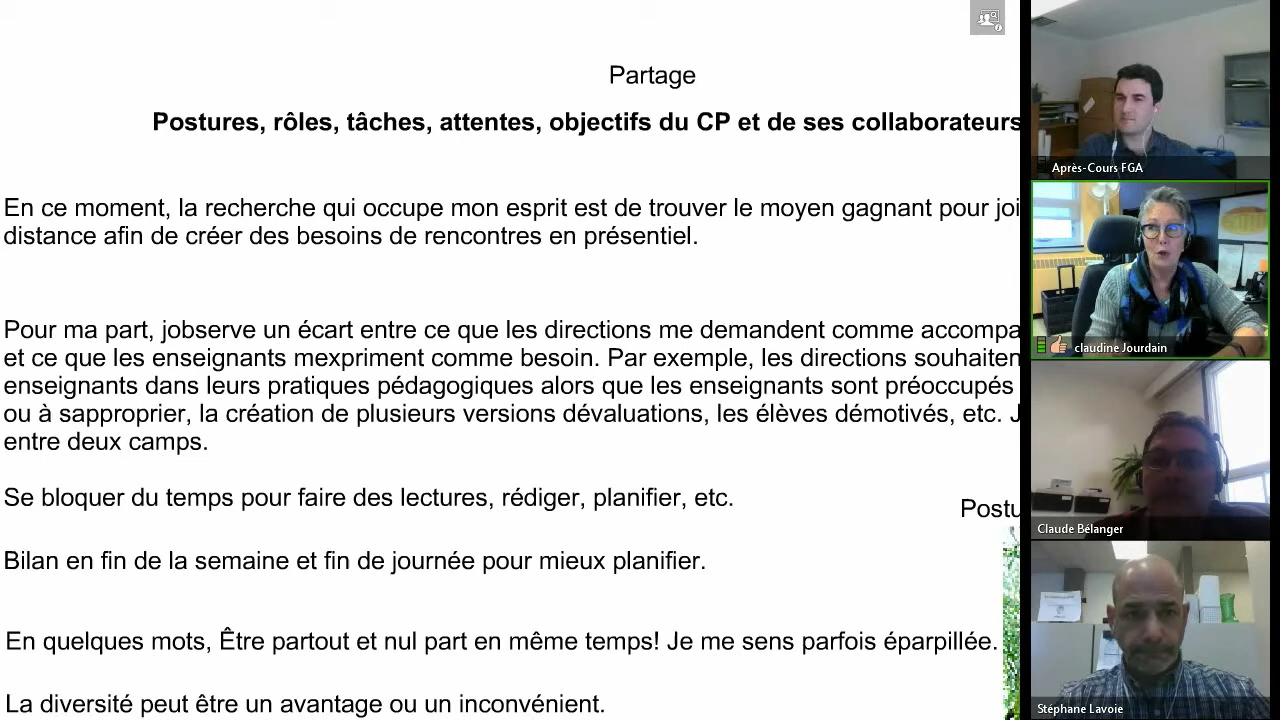 Partage
Postures, rôles, tâches, attentes, objectifs du CP et de ses collaborateurs
En ce moment, la recherche qui occupe mon esprit est de trouver le moyen gagnant pour joi
distance afin de créer des besoins de rencontres en présentiel.
Pour ma part, jobserve un écart entre ce que les directions me demandent comme accompa
et ce que les enseignants mexpriment comme besoin. Par exemple, les directions souhaiten
enseignants dans leurs pratiques pédagogiques alors que les enseignants sont préoccupés
ou à sapproprier, la création de plusieurs versions dévaluations, les élèves démotivés, etc. J
entre deux camps.
Se bloquer du temps pour faire des lectures, rédiger, planifier, etc.
Postu
Bilan en fin de la semaine et fin de journée pour mieux planifier.
En quelques mots, Être partout et nul part en même temps! Je me sens parfois éparpillée.
La diversité peut être un avantage ou un inconvénient.
Après-Cours FGA
claudine Jourdain
Claude Bélanger
Stéphane Lavoie